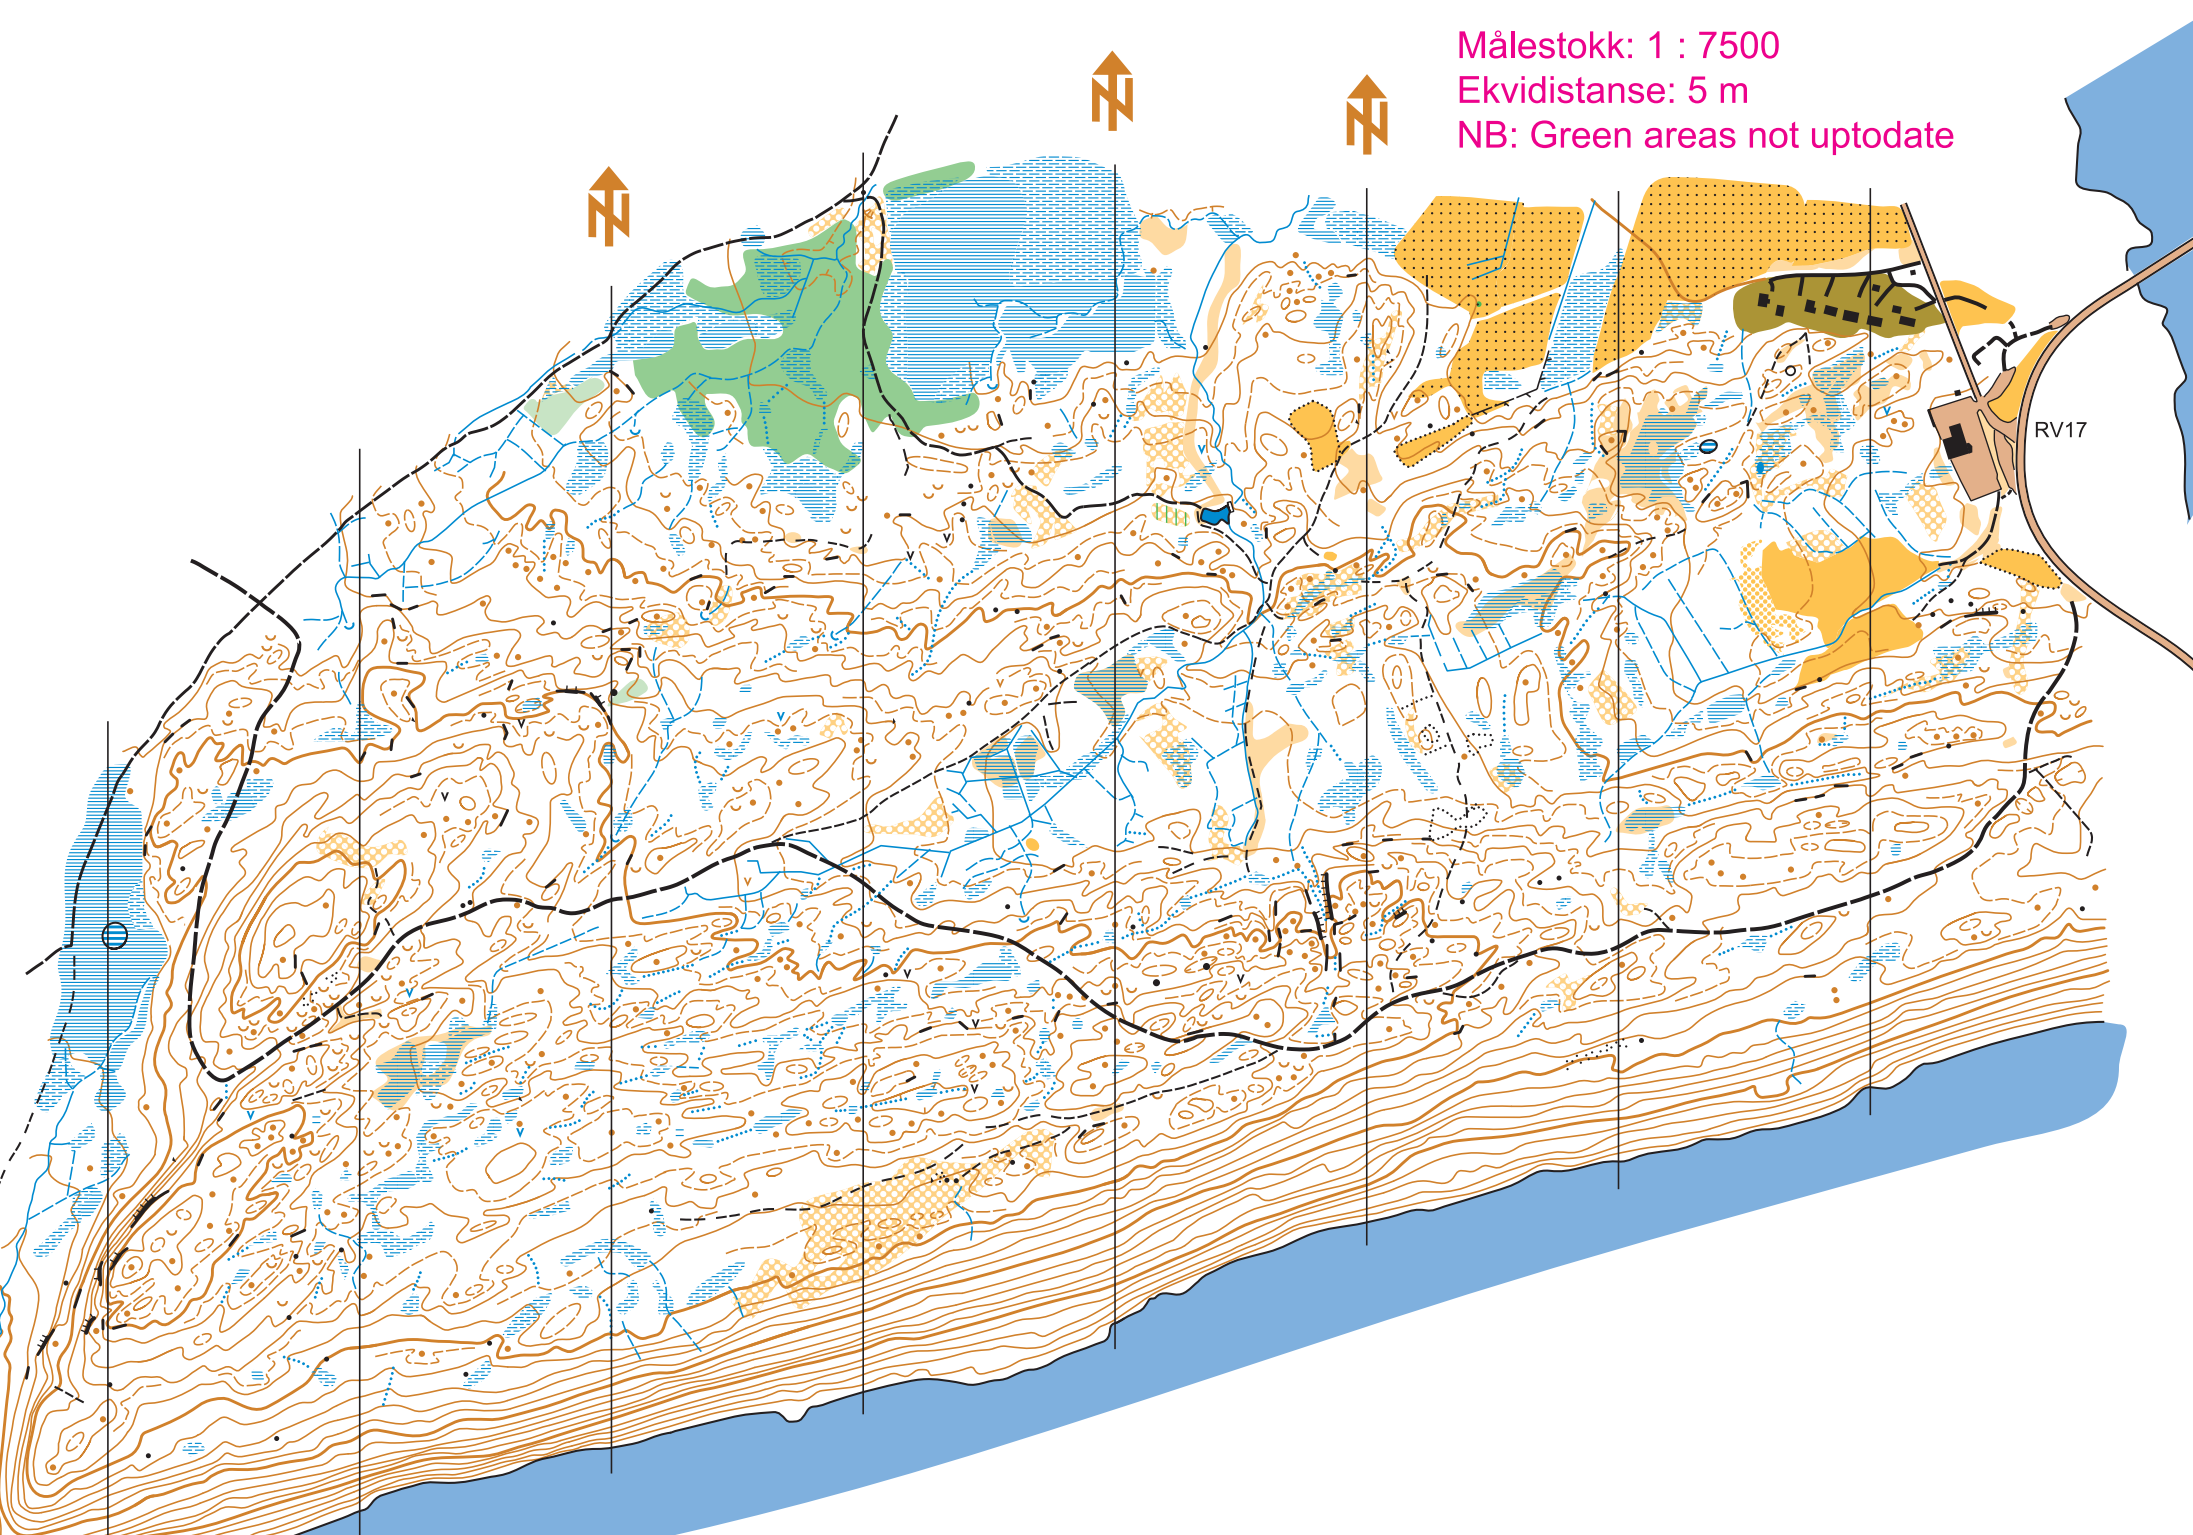 Målestokk: 1 : 7500
Ekvidistanse: 5 m
NB: Green areas not uptodate
N
N
N
RV17